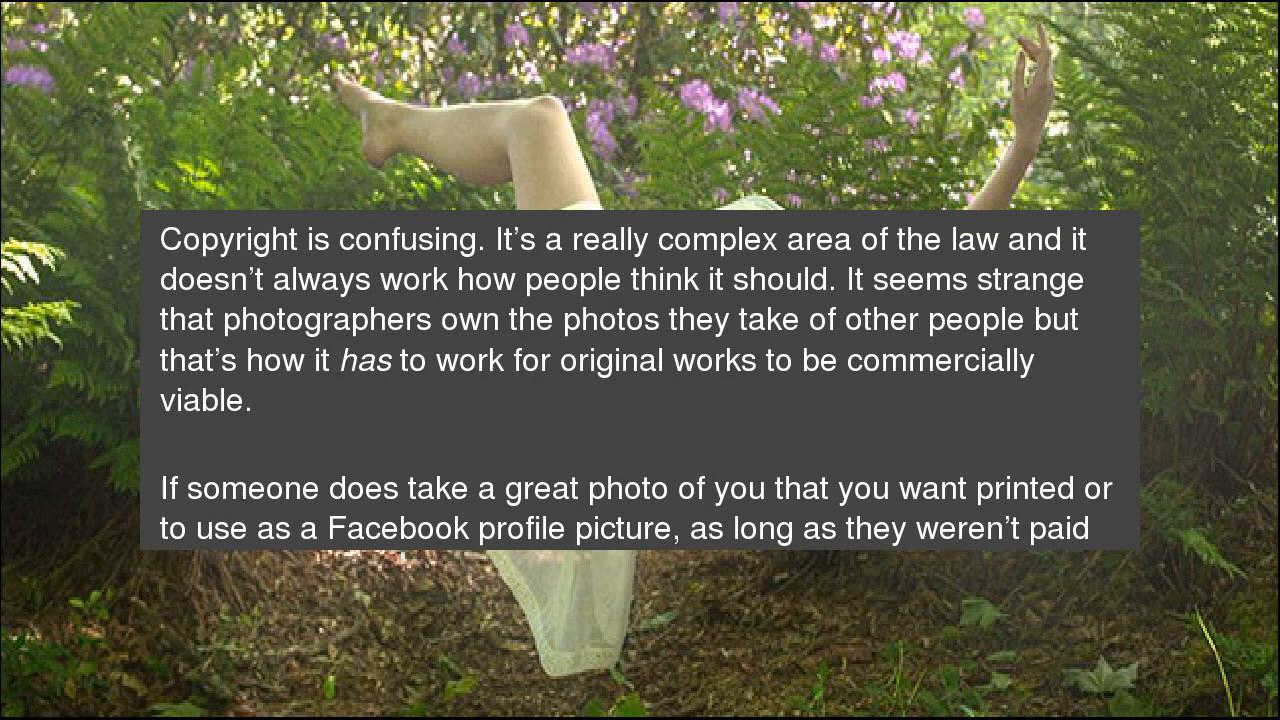 Copyright is confusing. It’s a really complex area of the law and it
doesn’t always work how people think it should. It seems strange
that photographers own the photos they take of other people but
that’s how it has to work for original works to be commercially
viable.
If someone does take a great photo of you that you want printed or
to use as a Facebook profile picture, as long as they weren’t paid